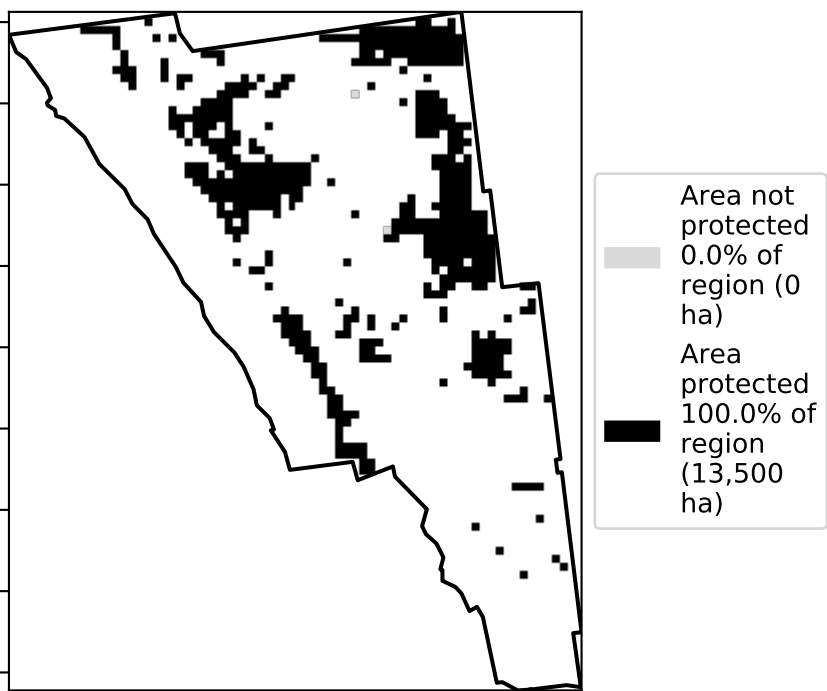 Area not
protected
0.0% of
region (0
ha)
Area
protected
100.0% of
region
(13,500
ha)